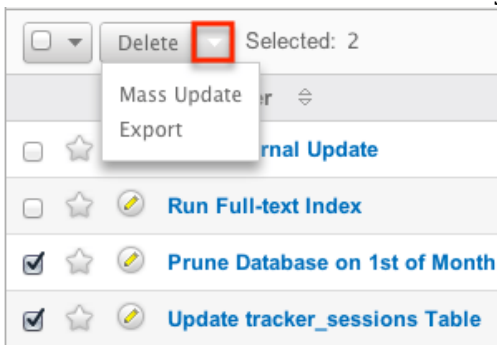 Delete Selected: 2
Mass Update
Export
rnal Update
Run Full-text Index
Prune Database on 1st of Month
Update tracker_sessions Table